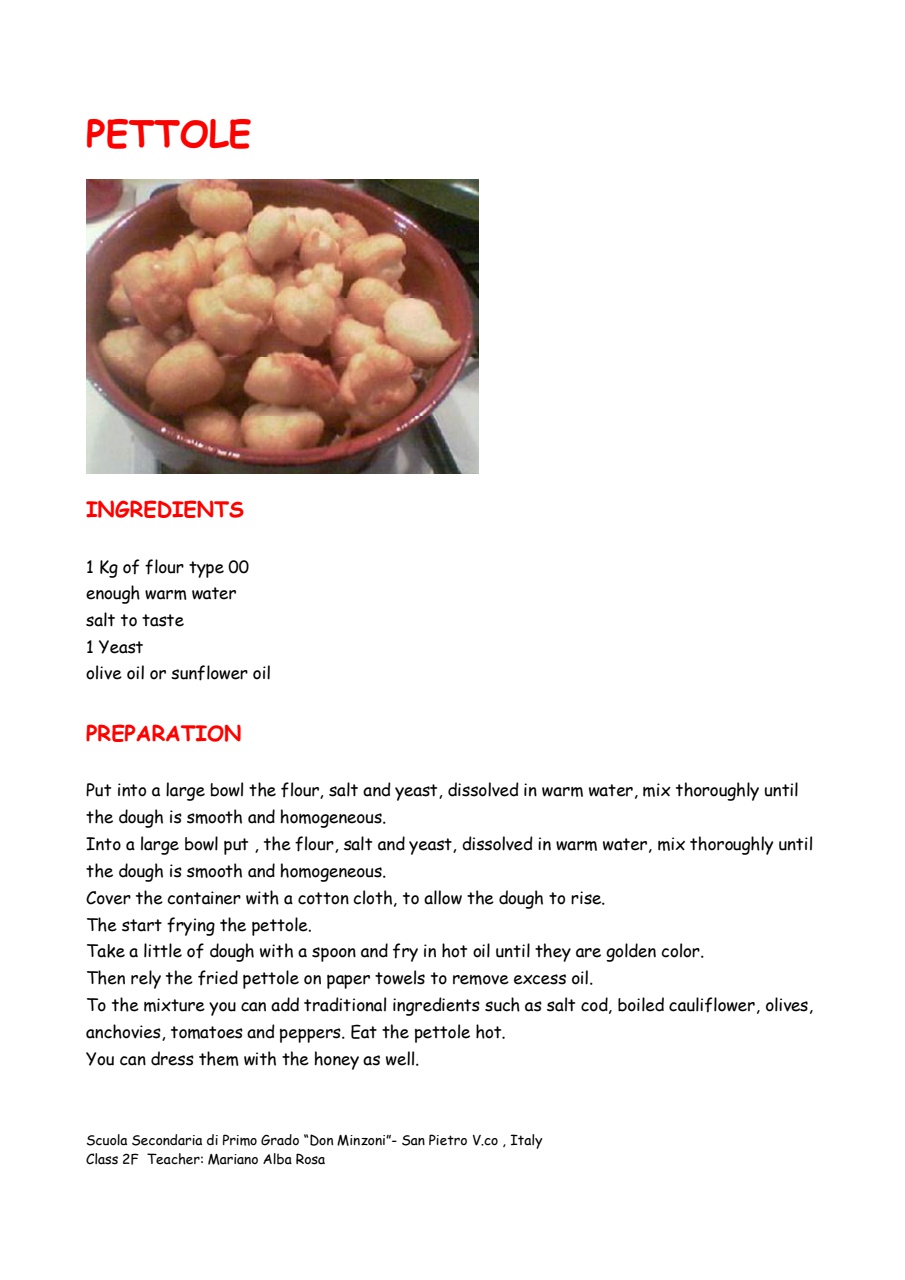 PETTOLE
INGREDIENTS
1 Kg of flour type 00
enough warm water
salt to taste
1 Yeast
olive oil or sunflower oil
PREPARATION
Put into a large bowl the flour, salt and yeast, dissolved in warm water, mix thoroughly until
the dough is smooth and homogeneous.
Into a large bowl put , the flour, salt and yeast, dissolved in warm water, mix thoroughly until
the dough is smooth and homogeneous.
Cover the container with a cotton cloth, to allow the dough to rise.
The start frying the pettole.
Take a little of dough with a spoon and fry in hot oil until they are golden color.
Then rely the fried pettole on paper towels to remove excess oil.
To the mixture you can add traditional ingredients such as salt cod, boiled cauliflower, olives,
anchovies, tomatoes and peppers. Eat the pettole hot.
You can dress them with the honey as well.
Scuola Secondaria di Primo Grado “Don Minzoni”- San Pietro V.co , Italy
Class 2F  Teacher: Mariano Alba Rosa